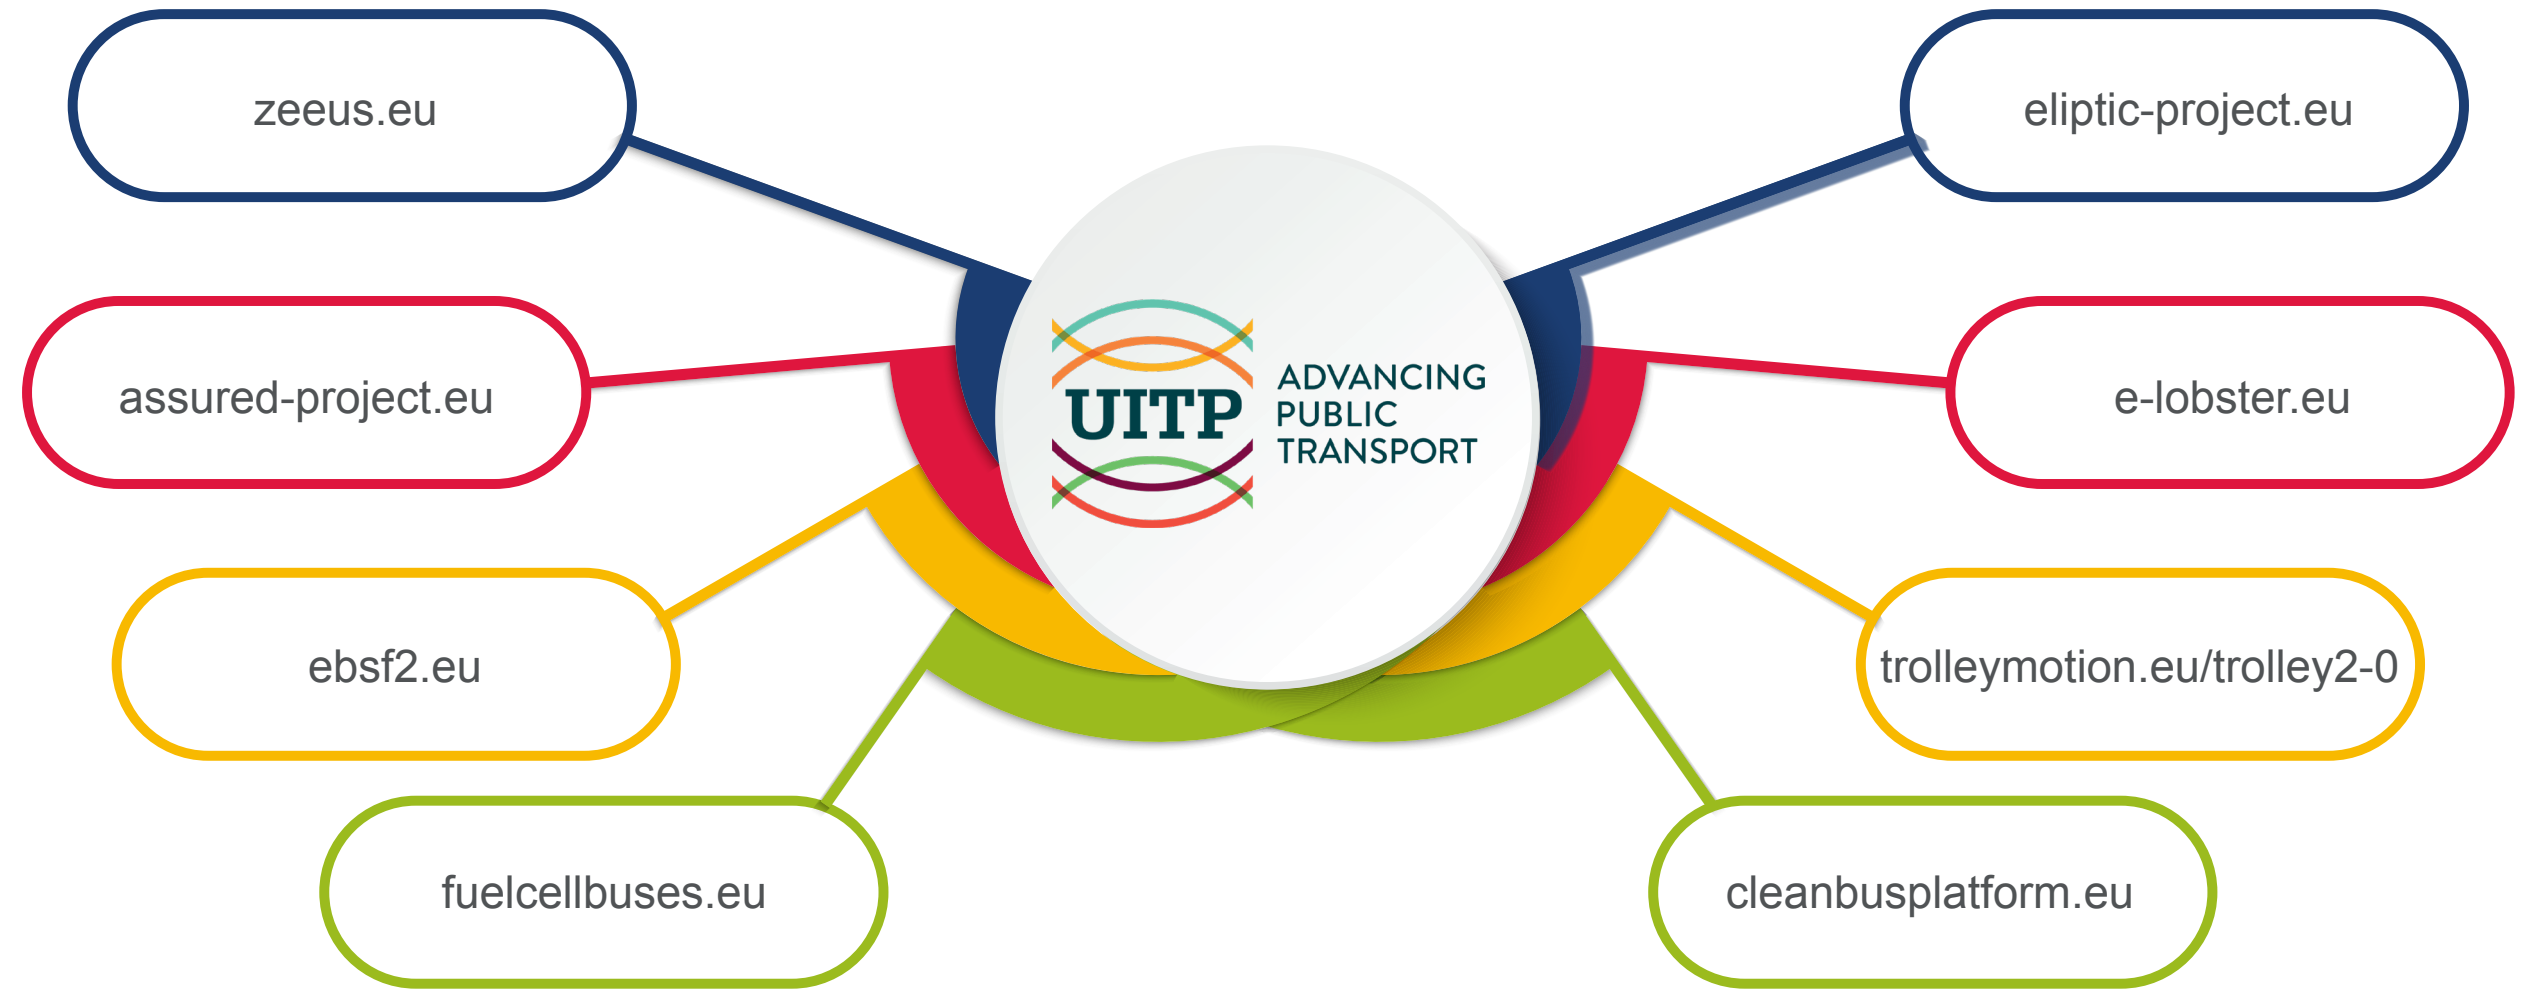 zeeus.eu
eliptic-project.eu
assured-project.eu
e-lobster.eu
UITP
ADVANCING
PUBLIC
TRANSPORT
ebsf2.eu
trolleymotion.eu/trolley2-0
fuelcellbuses.eu
cleanbusplatform.eu